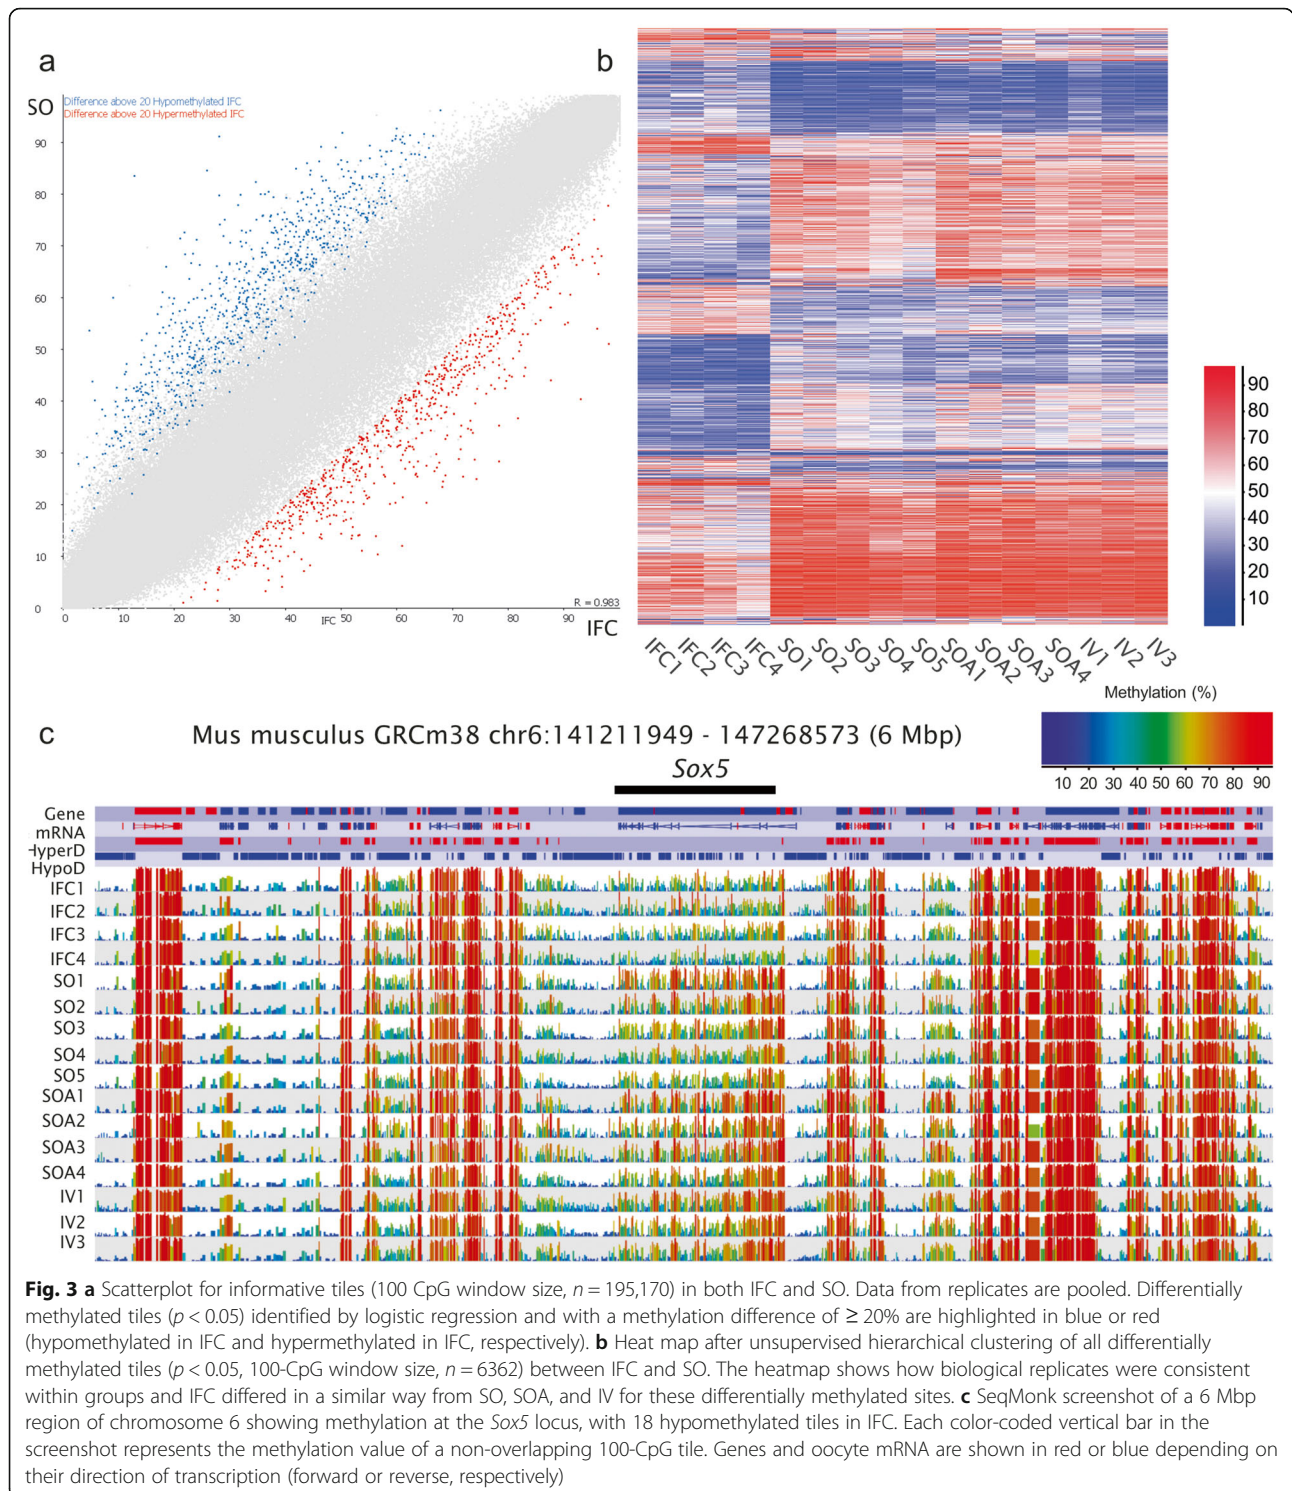 a
b
SO
Difference above 20 Hypomethylated IFC
Difference above 20 Hypermethylated IFC
90
80
70
60
50
40
30
20
10
0
0 10 20 30 40 IFC 50 60 70 80 90
R = 0.983
IFC
IFC1 IFC2 IFC3 IFC4 SO1 SO2 SO3 SO4 SO5 SOA1 SOA2 SOA3 SOA4 IV1 IV2 IV3
90
80
70
60
50
40
30
20
10
Methylation (%)
10 20 30 40 50 60 70 80 90
c
Mus musculus GRCm38 chr6:141211949 - 147268573 (6 Mbp)
Sox5
Gene
mRNA
HyperD
HypoD
IFC1
IFC2
IFC3
IFC4
SO1
SO2
SO3
SO4
SO5
SOA1
SOA2
SOA3
SOA4
IV1
IV2
IV3
Fig. 3 a Scatterplot for informative tiles (100 CpG window size, n = 195,170) in both IFC and SO. Data from replicates are pooled. Differentially
methylated tiles (p < 0.05) identified by logistic regression and with a methylation difference of ≥ 20% are highlighted in blue or red
(hypomethylated in IFC and hypermethylated in IFC, respectively). b Heat map after unsupervised hierarchical clustering of all differentially
methylated tiles (p < 0.05, 100-CpG window size, n = 6362) between IFC and SO. The heatmap shows how biological replicates were consistent
within groups and IFC differed in a similar way from SO, SOA, and IV for these differentially methylated sites. c SeqMonk screenshot of a 6 Mbp
region of chromosome 6 showing methylation at the Sox5 locus, with 18 hypomethylated tiles in IFC. Each color-coded vertical bar in the
screenshot represents the methylation value of a non-overlapping 100-CpG tile. Genes and oocyte mRNA are shown in red or blue depending on
their direction of transcription (forward or reverse, respectively)